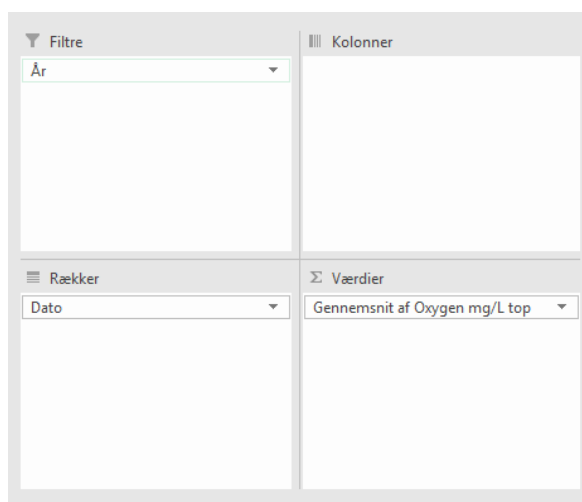 Filtre
Kolonner
År
Rækker
Σ Værdier
Dato
Gennemsnit af Oxygen mg/L top